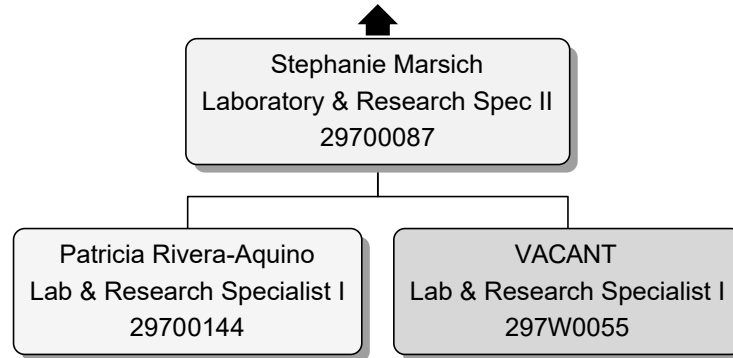 Stephanie Marsich
Laboratory & Research Spec II
29700087
Patricia Rivera-Aquino
Lab & Research Specialist I
29700144
VACANT
Lab & Research Specialist I
297W0055